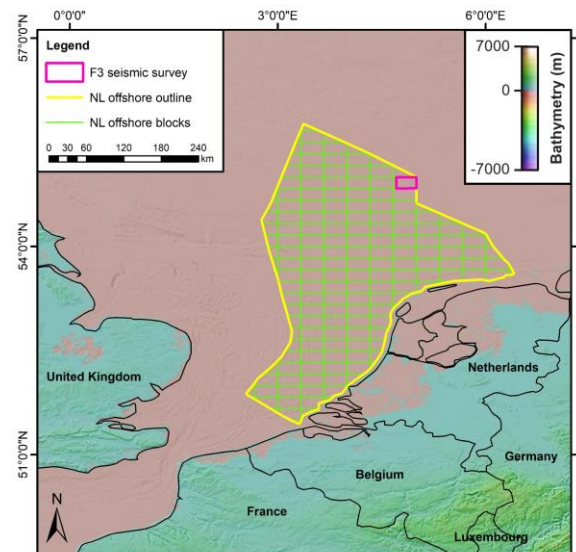 0°0'0" 3°0'0"E 6°0'0"E
57°0'0"N
54°0'0"N
51°0'0"N
Legend
F3 seismic survey
NL offshore outline
NL offshore blocks
0 30 60 120 180 240
km
7000
0
-7000
Bathymetry (m)
United Kingdom
Netherlands
Germany
Belgium
France
Luxembourg
N